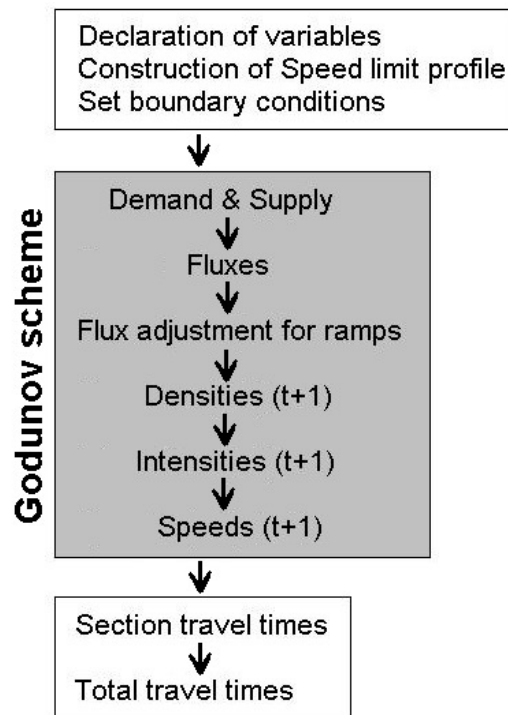 Declaration of variables
Construction of Speed limit profile
Set boundary conditions
Godunov scheme
Demand & Supply
Fluxes
Flux adjustment for ramps
Densities (t+1)
Intensities (t+1)
Speeds (t+1)
Section travel times
Total travel times